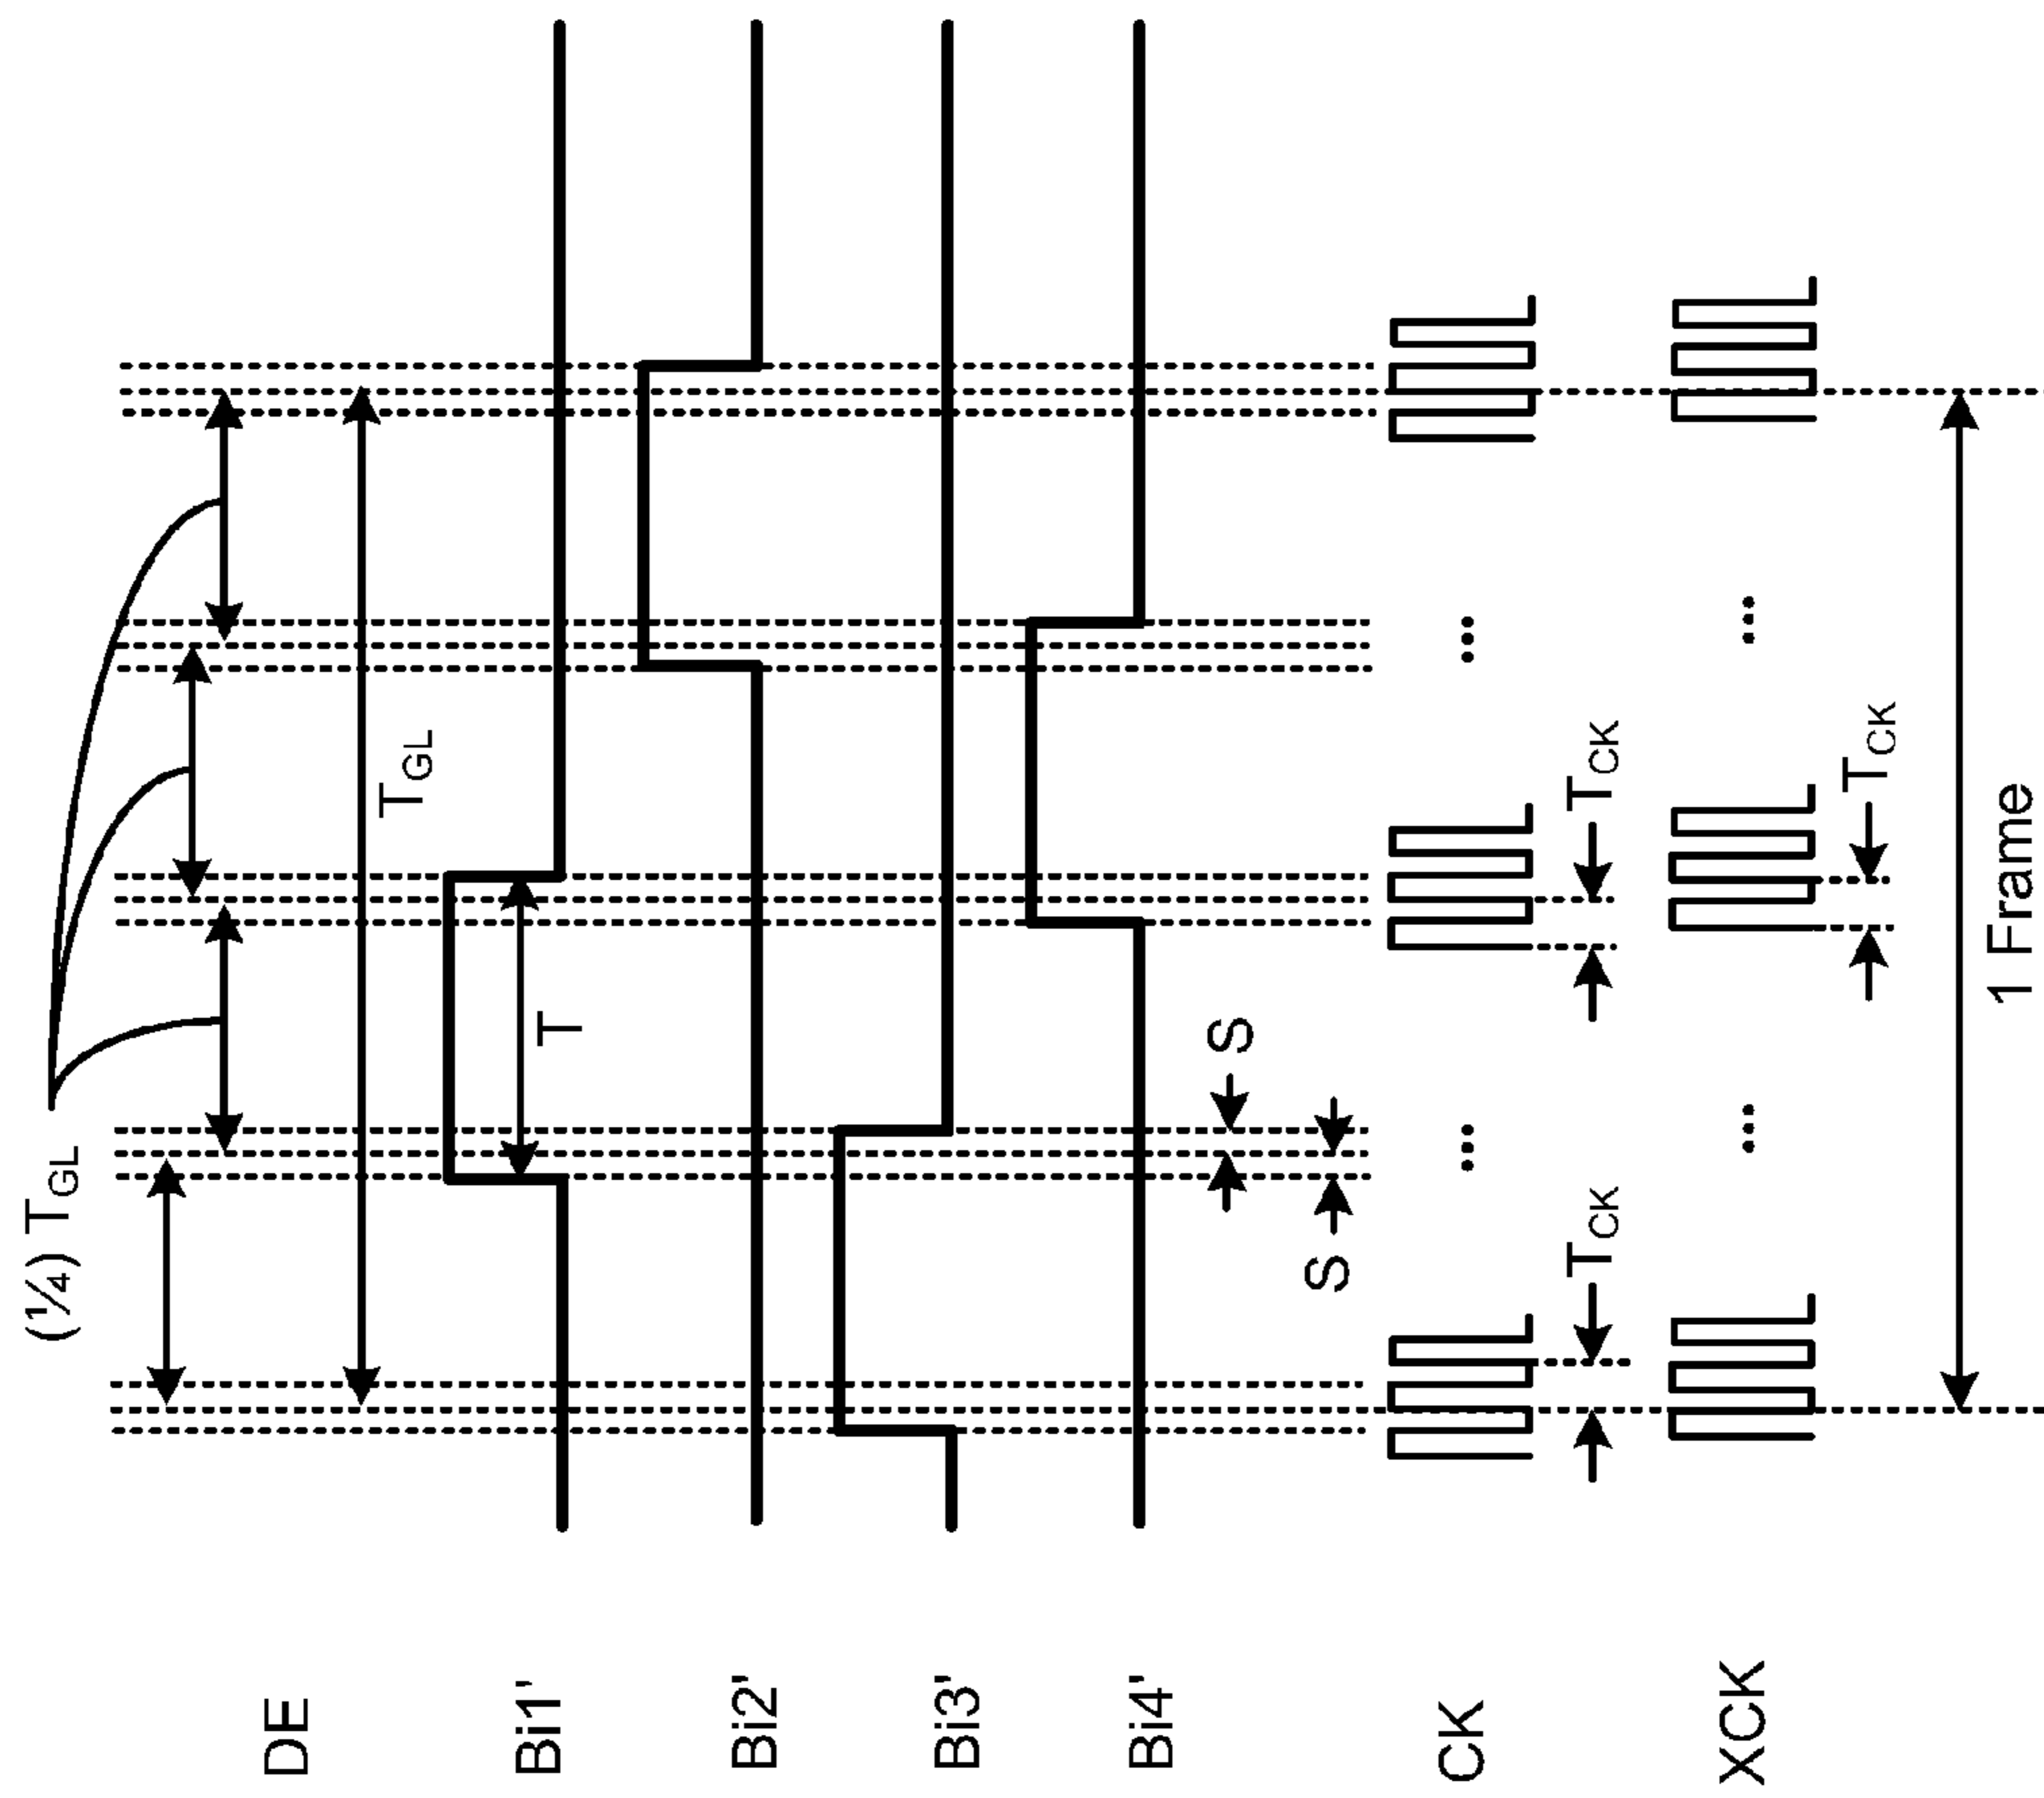 (¼) T_GL
DE
T_GL
Bi1'
T
Bi2'
Bi3'
Bi4'
S
S
CK
...
...
T_CK
T_CK
XCK
...
...
T_CK
1 Frame